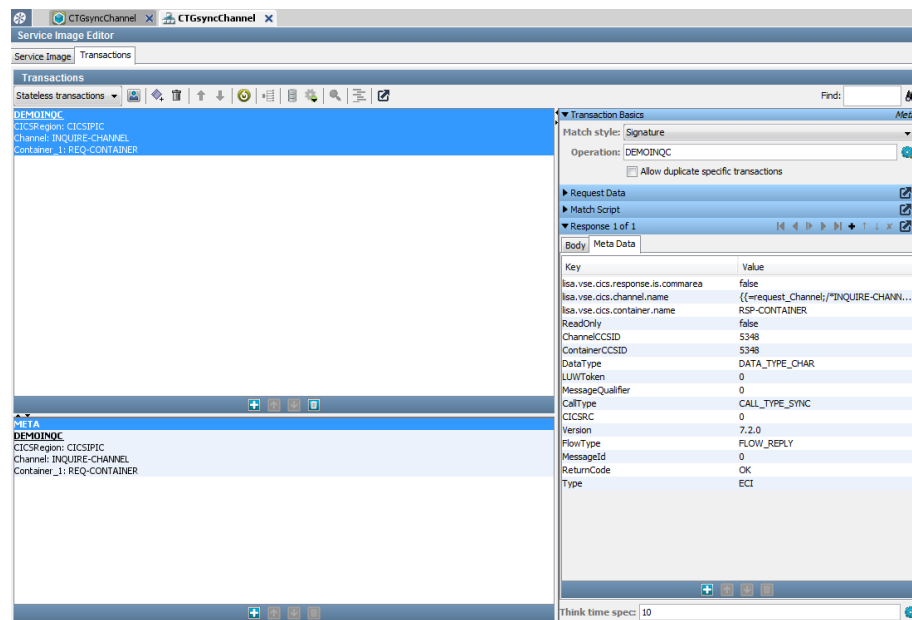 CTGsyncChannel X CTGsyncChannel X
Service Image Editor
Service Image Transactions
Transactions
Stateless transactions Find:
DEMOINQC
CICSRegion: CICSIPIC
Channel: INQUIRE-CHANNEL
Container_1: REQ-CONTAINER
META
DEMOINQC
CICSRegion: CICSIPIC
Channel: INQUIRE-CHANNEL
Container_1: REQ-CONTAINER
Transaction Basics Met
Match style: Signature
Operation: DEMOINQC
Allow duplicate specific transactions
Request Data
Match Script
Response 1 of 1
Body Meta Data
Key Value
lisa.vse.cics.response.is.commarea false
lisa.vse.cics.channel.name {{=request_Channel;/*INQUIRE-CHANN...
lisa.vse.cics.container.name RSP-CONTAINER
ReadOnly false
ChannelCCSID 5348
ContainerCCSID 5348
DataType DATA_TYPE_CHAR
LUWToken 0
MessageQualifier 0
CallType CALL_TYPE_SYNC
CICSRC 0
Version 7.2.0
FlowType FLOW_REPLY
MessageId 0
ReturnCode OK
Type ECI
Think time spec: 10